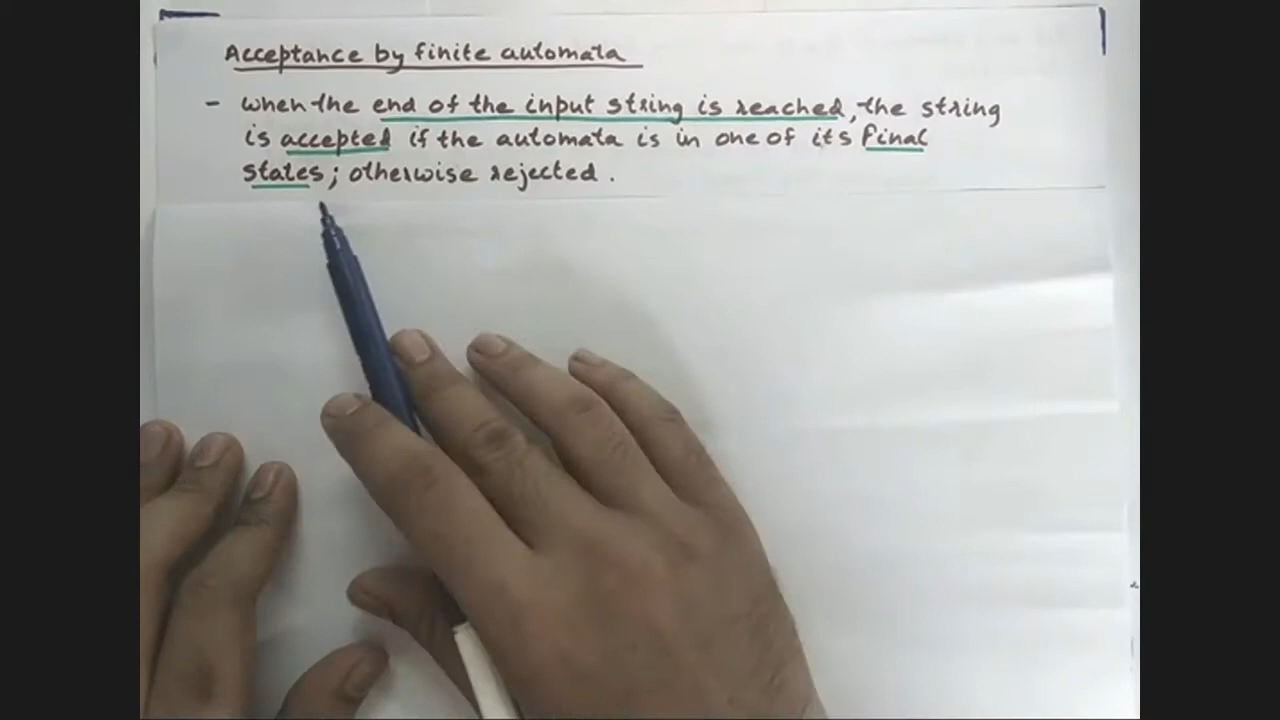 Acceptance by finite automata
- when the end of the input string is reached, the string
is accepted if the automata is in one of its final
states; otherwise rejected.